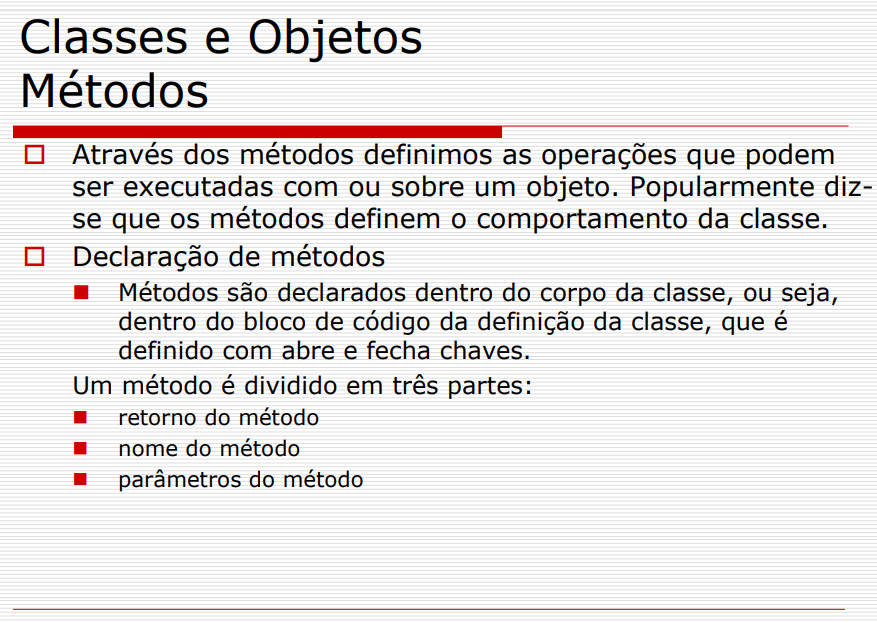 Classes e Objetos
Métodos
Através dos métodos definimos as operações que podem
ser executadas com ou sobre um objeto. Popularmente diz-
se que os métodos definem o comportamento da classe.
Declaração de métodos
Métodos são declarados dentro do corpo da classe, ou seja,
dentro do bloco de código da definição da classe, que é
definido com abre e fecha chaves.
Um método é dividido em três partes:
retorno do método
nome do método
parâmetros do método